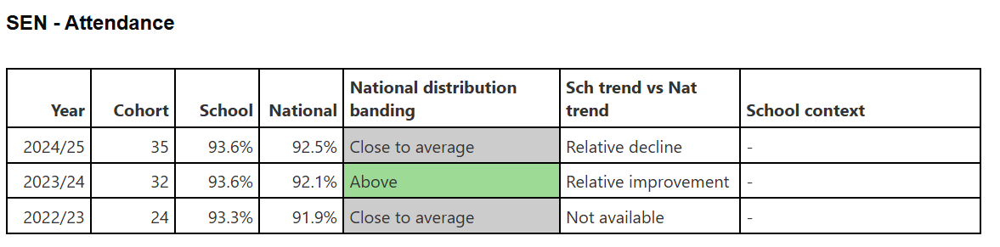 SEN - Attendance
Year Cohort School National National distribution banding Sch trend vs Nat trend School context
2024/25 35 93.6% 92.5% Close to average Relative decline -
2023/24 32 93.6% 92.1% Above Relative improvement -
2022/23 24 93.3% 91.9% Close to average Not available -